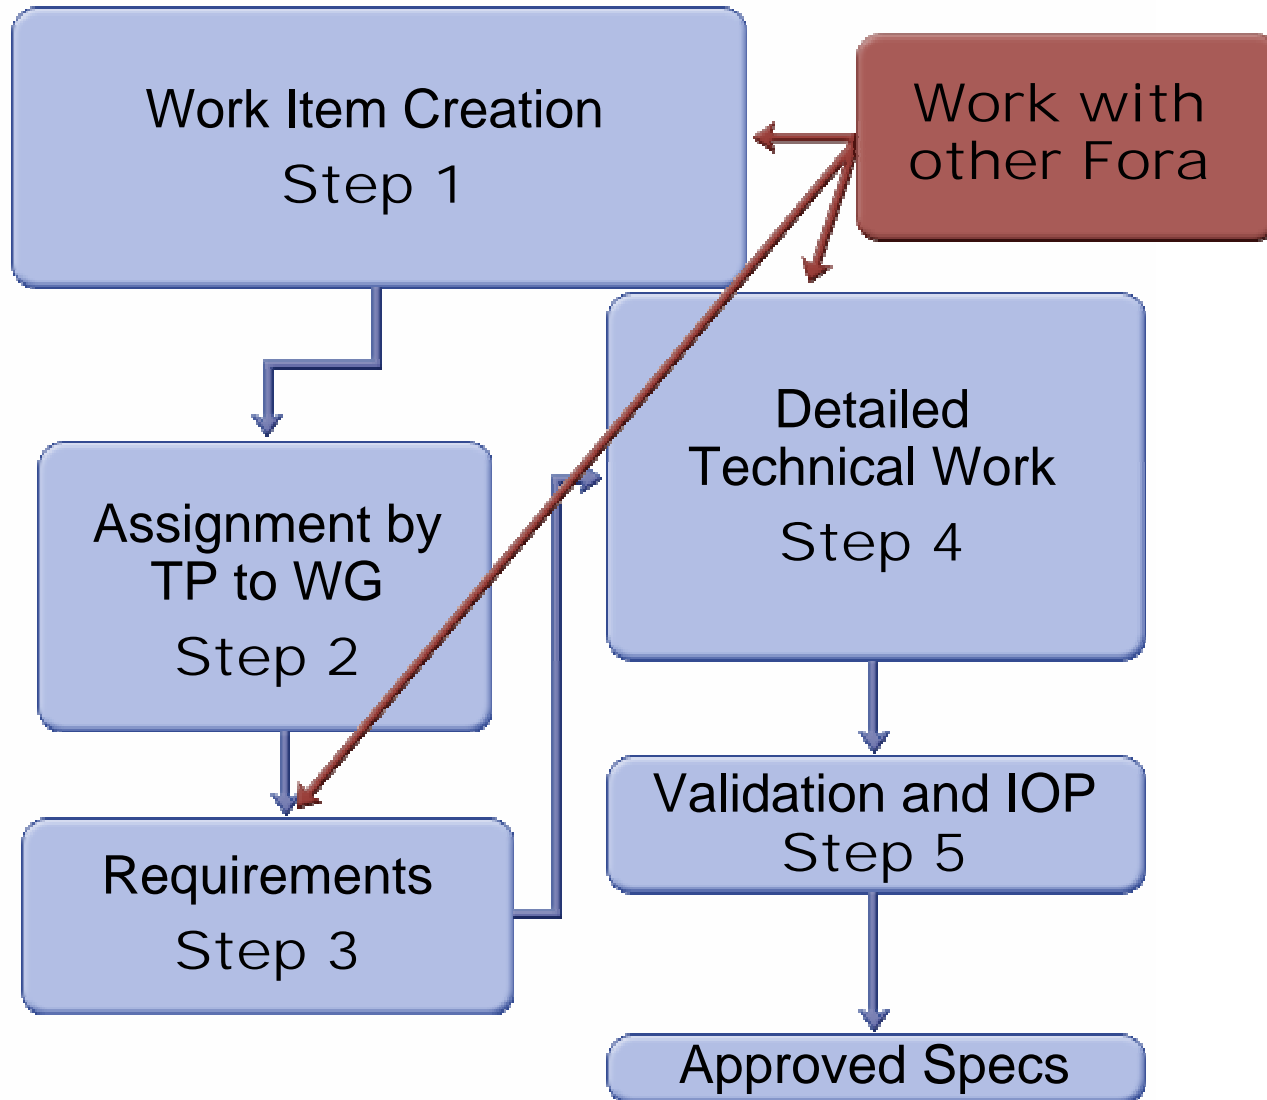 Work Item Creation
Step 1
Work with
other Fora
Assignment by
TP to WG
Step 2
Requirements
Step 3
Detailed
Technical Work
Step 4
Validation and IOP
Step 5
Approved Specs